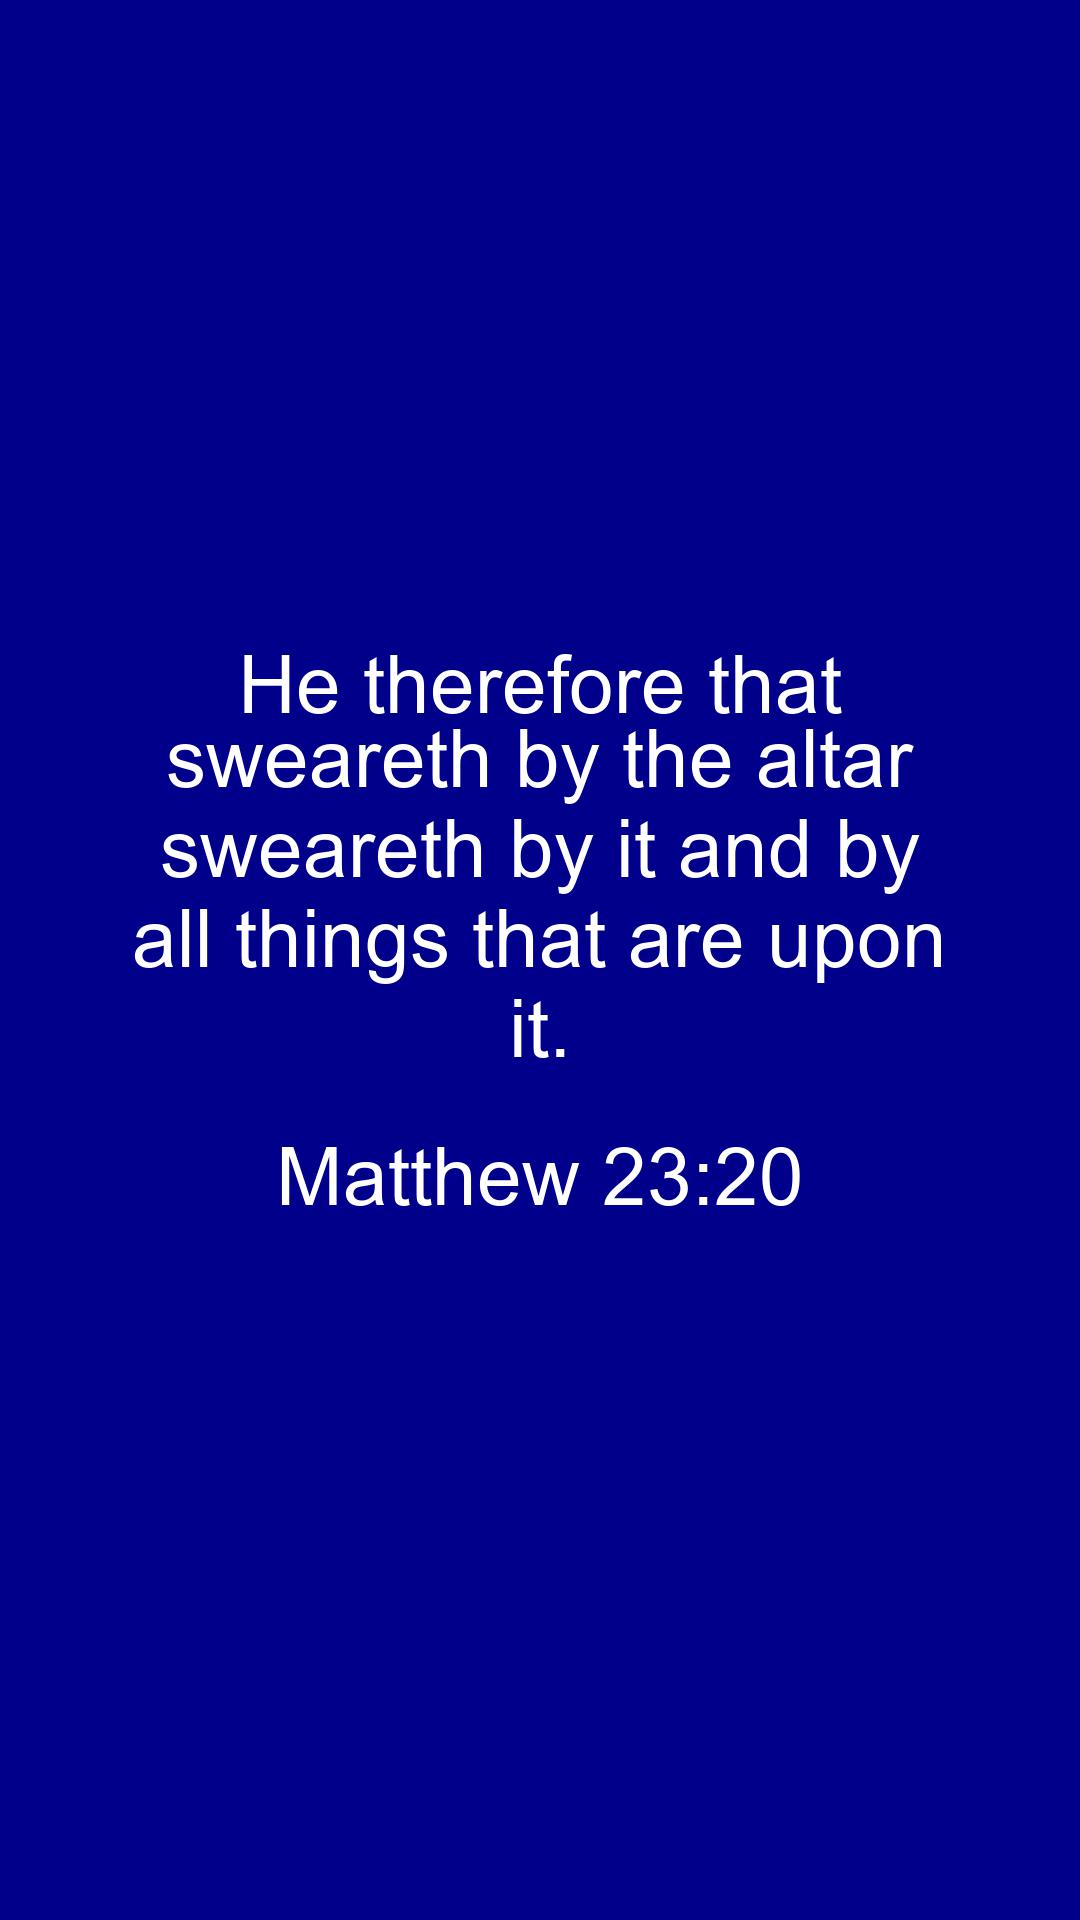 He therefore that
sweareth by the altar
sweareth by it and by
all things that are upon
it.
Matthew 23:20